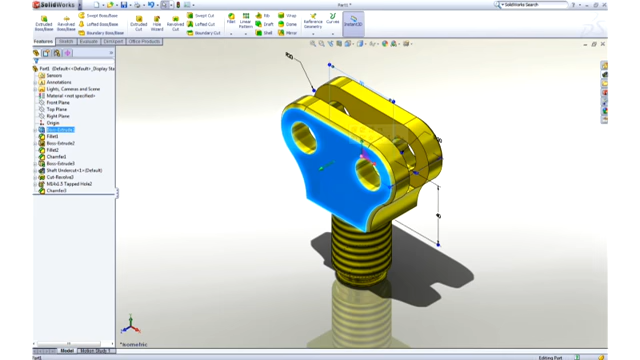 SolidWorks
Part1 *
SolidWorks Search
Extruded Boss/Base
Revolved Boss/Base
Swept Boss/Base
Lofted Boss/Base
Boundary Boss/Base
Extruded Cut
Hole Wizard
Revolved Cut
Swept Cut
Lofted Cut
Boundary Cut
Fillet
Linear Pattern
Rib
Draft
Shell
Wrap
Dome
Mirror
Reference Geometry
Curves
Instant3D
Features
Sketch
Evaluate
DimXpert
Office Products
Part1 (Default<<Default>_Display Sta
Sensors
Annotations
Lights, Cameras and Scene
Material <not specified>
Front Plane
Top Plane
Right Plane
Origin
Boss-Extrude1
Fillet1
Boss-Extrude2
Fillet2
Chamfer1
Boss-Extrude3
Shaft Undercut<1>(Default)
Cut-Revolve3
M14x1.5 Tapped Hole2
Chamfer3
*Isometric
Model
Motion Study 1
Part1
Editing Part